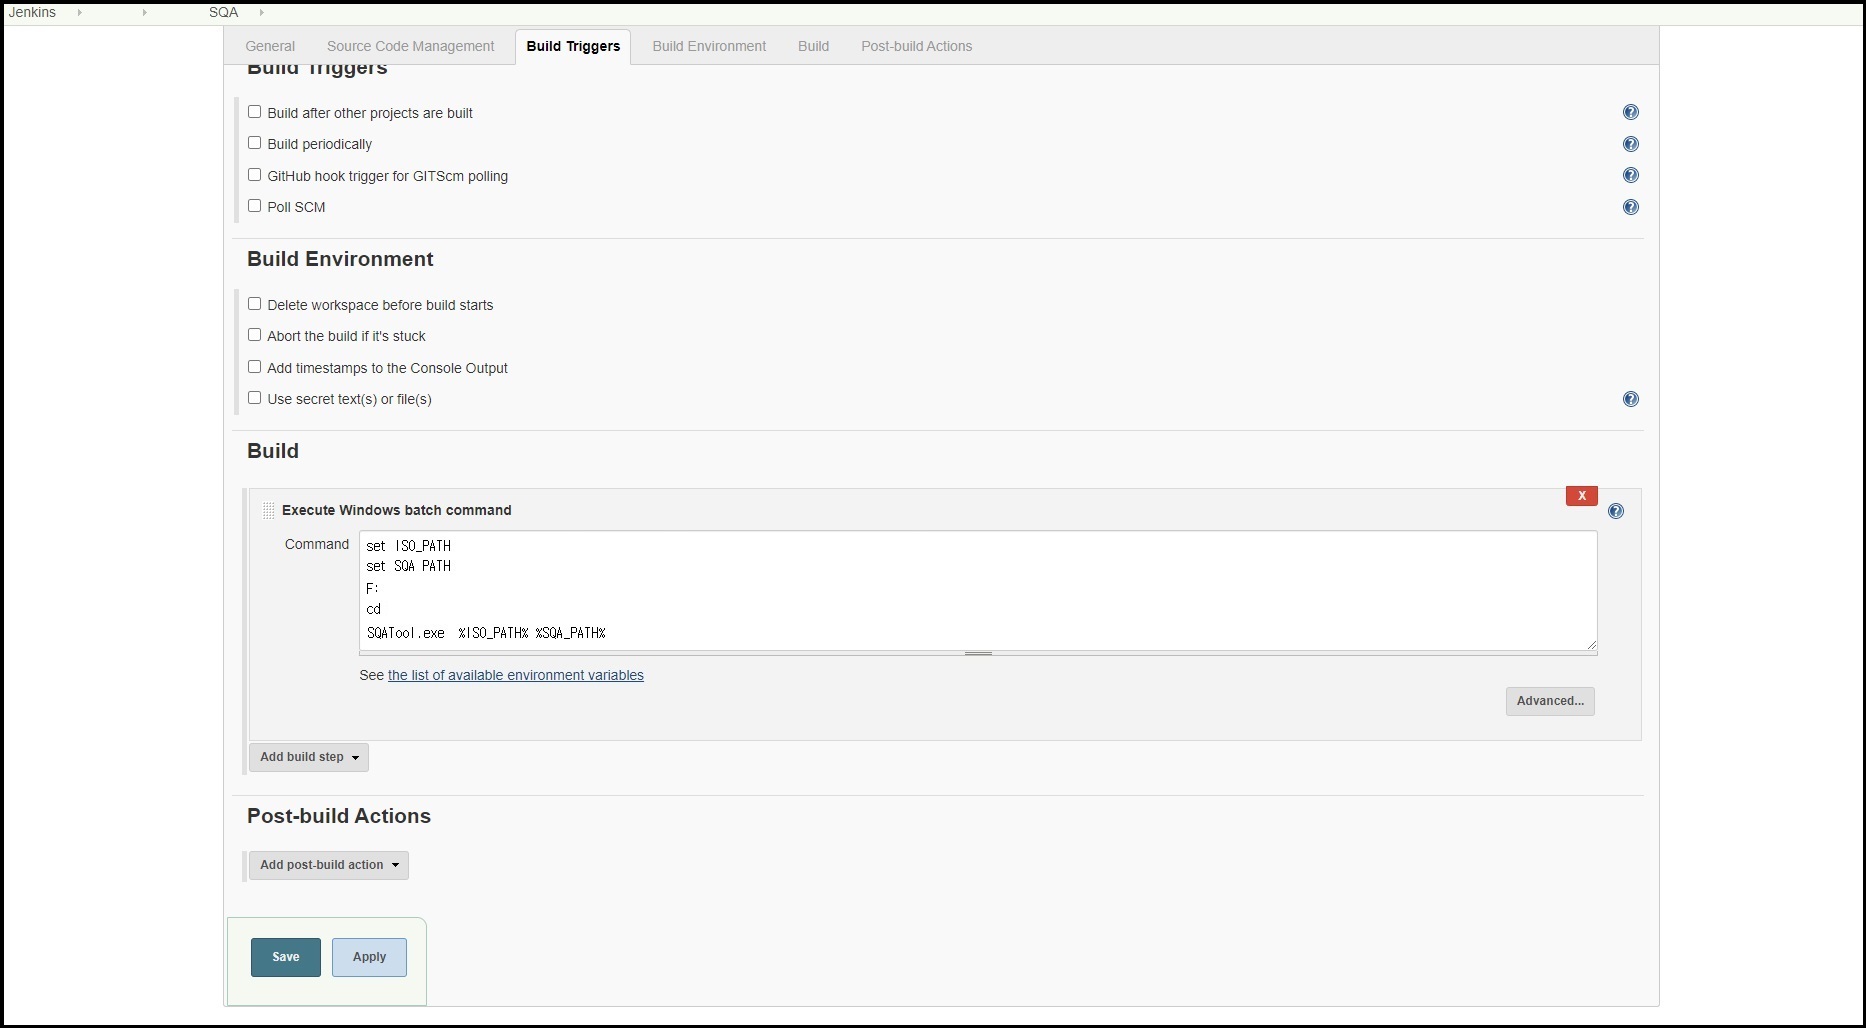 Jenkins SQA
General Source Code Management Build Triggers Build Environment Build Post-build Actions
Build Triggers
Build after other projects are built
Build periodically
GitHub hook trigger for GITScm polling
Poll SCM
Build Environment
Delete workspace before build starts
Abort the build if it's stuck
Add timestamps to the Console Output
Use secret text(s) or file(s)
Build
X
Execute Windows batch command
Command
set ISO_PATH
set SQA PATH
F:
cd
SQATool.exe %ISO_PATH% %SQA_PATH%
See the list of available environment variables
Advanced...
Add build step
Post-build Actions
Add post-build action
Save Apply